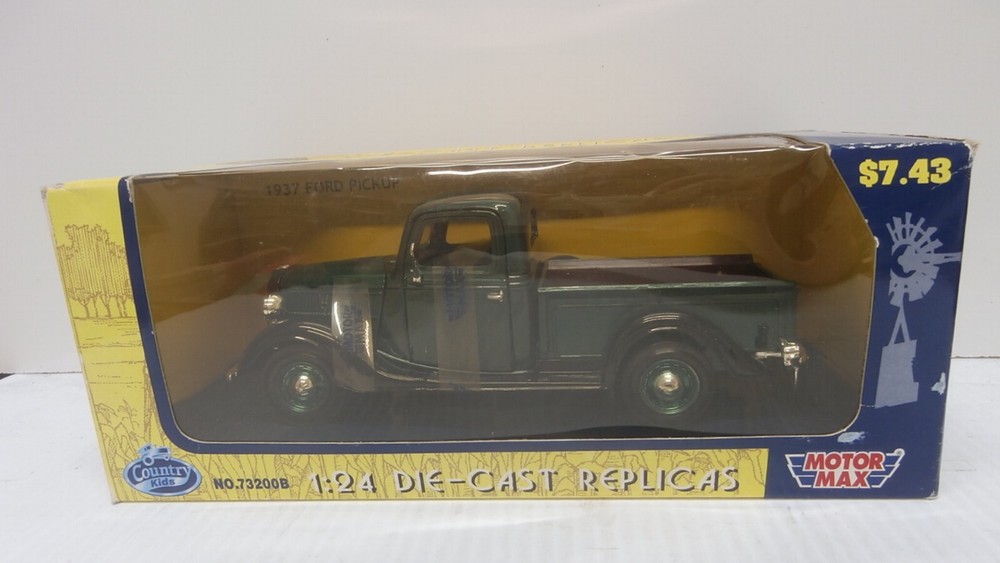 $7.43
1937 FORD PICKUP
Country
Kids
NO.73200B
1:24 DIE-CAST REPLICAS
MOTOR
MAX